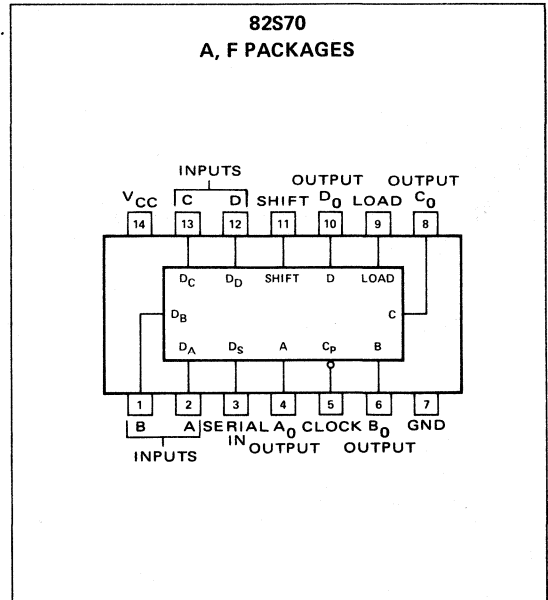 82S70
A, F PACKAGES
INPUTS
OUTPUT OUTPUT
VCC C D SHIFT D0 LOAD C0
14 13 12 11 10 9 8
DC DD SHIFT D LOAD
DB C
DA DS A CP B
1 2 3 4 5 6 7
B A SERIAL A0 CLOCK B0 GND
IN
INPUTS OUTPUT OUTPUT